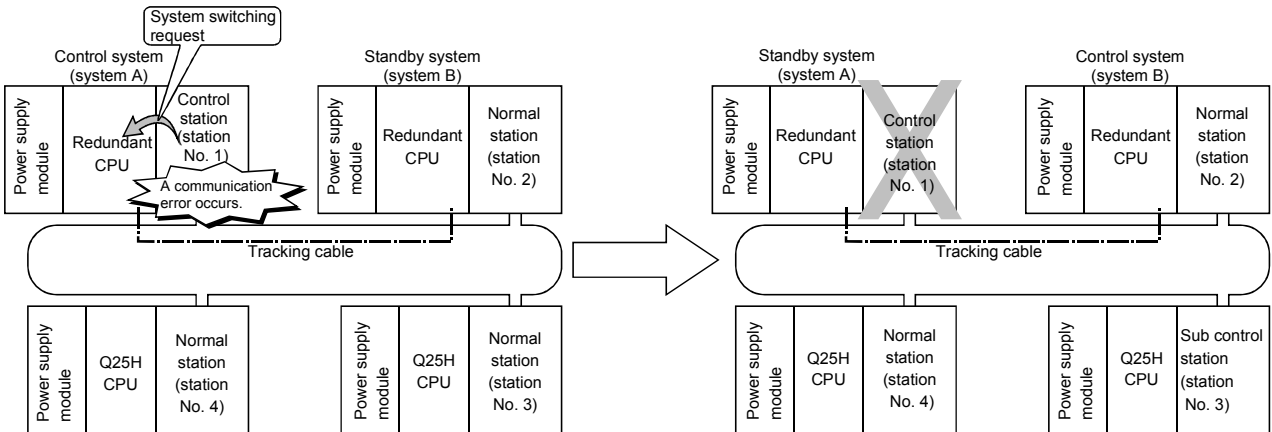 System switching
request
Control system
(system A)
Power supply
module
Redundant
CPU
Control
station
(station
No. 1)
A communication
error occurs.
Standby system
(system B)
Power supply
module
Redundant
CPU
Normal
station
(station
No. 2)
Tracking cable
Power supply
module
Q25H
CPU
Normal
station
(station
No. 4)
Power supply
module
Q25H
CPU
Normal
station
(station
No. 3)
Standby system
(system A)
Power supply
module
Redundant
CPU
Control
station
(station
No. 1)
Control system
(system B)
Power supply
module
Redundant
CPU
Normal
station
(station
No. 2)
Tracking cable
Power supply
module
Q25H
CPU
Normal
station
(station
No. 4)
Power supply
module
Q25H
CPU
Sub control
station
(station
No. 3)